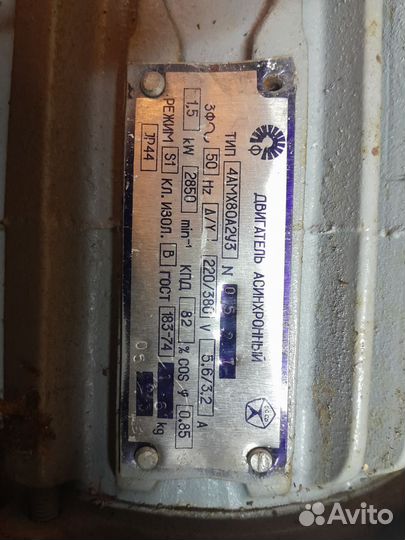 ДВИГАТЕЛЬ АСИНХРОННЫЙ
ТИП 4АМХ80А2У3 N
3Ф 50 Hz Δ/Y 220/380 V 5,6/3,2 A
1,5 kW 2850 min⁻¹ КПД 82 % COS φ 0,85
РЕЖИМ S1 КЛ. ИЗОЛ. В ГОСТ 183-74 kg
JP44
Avito